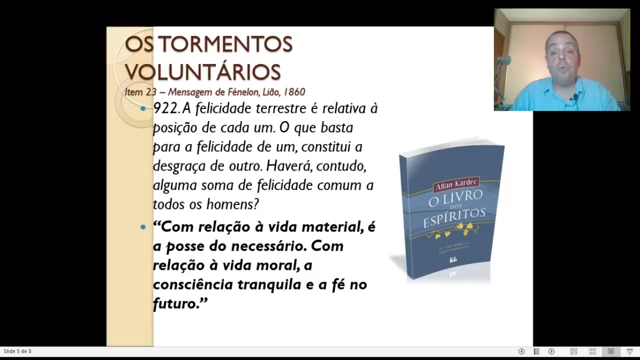 OS TORMENTOS
VOLUNTÁRIOS
Item 23 – Mensagem de Fénelon, Lião, 1860
922. A felicidade terrestre é relativa à
posição de cada um. O que basta
para a felicidade de um, constitui a
desgraça de outro. Haverá, contudo,
alguma soma de felicidade comum a
todos os homens?
“Com relação à vida material, é
a posse do necessário. Com
relação à vida moral, a
consciência tranquila e a fé no
futuro.”
Allan Kardec
O LIVRO
DOS
ESPÍRITOS
Slide 5 de 8